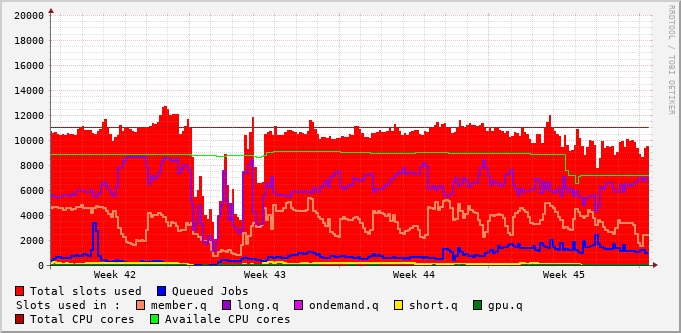 RRDTOOL / TOBI OETIKER
20000
18000
16000
14000
12000
10000
8000
6000
4000
2000
0
Week 42 Week 43 Week 44 Week 45
Total slots used Queued Jobs
Slots used in : member.q long.q ondemand.q short.q gpu.q
Total CPU cores Availale CPU cores